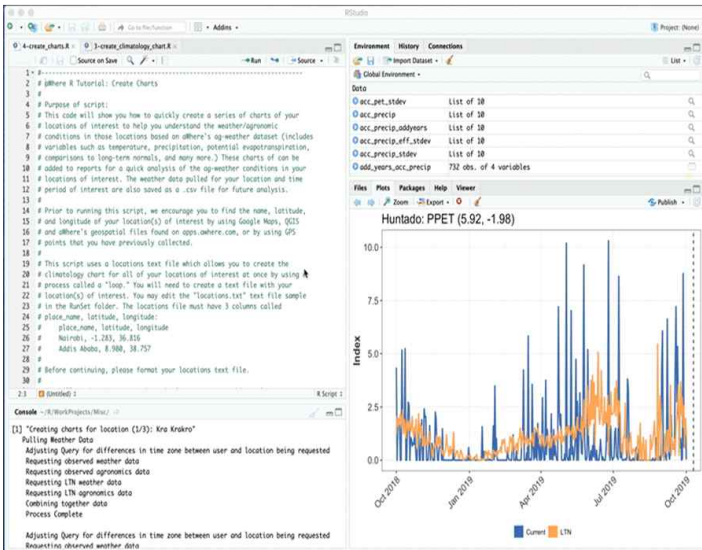 RStudio
Go to file/function
Addins
Project: (None)
4-create_charts.R
3-create_climatology_chart.R
Source on Save
Run
Source
1 #
2 # aWhere R Tutorial: Create Charts
3 #
4 # Purpose of script:
5 # This code will show you how to quickly create a series of charts of your
6 # locations of interest to help you understand the weather/agronomic
7 # conditions in those locations based on aWhere's ag-weather dataset (includes
8 # variables such as temperature, precipitation, potential evapotranspiration,
9 # comparisons to long-term normals, and many more.) These charts of can be
10 # added to reports for a quick analysis of the ag-weather conditions in your
11 # locations of interest. The weather data pulled for your location and time
12 # period of interest are also saved as a .csv file for future analysis.
13 #
14 # Prior to running this script, we encourage you to find the name, latitude,
15 # and longitude of your location(s) of interest by using Google Maps, QGIS
16 # and aWhere's geospatial files found on apps.awhere.com, or by using GPS
17 # points that you have previously collected.
18 #
19 # This script uses a locations text file which allows you to create the
20 # climatology chart for all of your locations of interest at once by using a
21 # process called a "loop." You will need to create a text file with your
22 # location(s) of interest. You may edit the "locations.txt" text file sample
23 # in the RunSet folder. The locations file must have 3 columns called
24 # place_name, latitude, longitude:
25 # place_name, latitude, longitude
26 # Nairobi, -1.283, 36.816
27 # Addis Ababa, 8.980, 38.757
28 #
29 # Before continuing, please format your locations text file.
30 #
2:3
(Untitled)
R Script
Console ~/R/WorkProjects/Misc/
[1] "Creating charts for location (1/3): Kra Krakro"
Pulling Weather Data
Adjusting Query for differences in time zone between user and location being requested
Requesting observed weather data
Requesting observed agronomics data
Requesting LTN weather data
Requesting LTN agronomics data
Combining together data
Process Complete
Adjusting Query for differences in time zone between user and location being requested
Requesting observed weather data
Environment History Connections
Import Dataset
List
Global Environment
Data
acc_pet_stdev List of 10
acc_precip List of 10
acc_precip_addyears List of 10
acc_precip_eff_stdev List of 10
acc_precip_stdev List of 10
add_years_acc_precip 732 obs. of 4 variables
Files Plots Packages Help Viewer
Zoom Export
Publish
Huntado: PPET (5.92, -1.98)
10.0
7.5
5.0
2.5
0.0
Index
Oct 2018 Jan 2019 Apr 2019 Jul 2019 Oct 2019
Current LTN